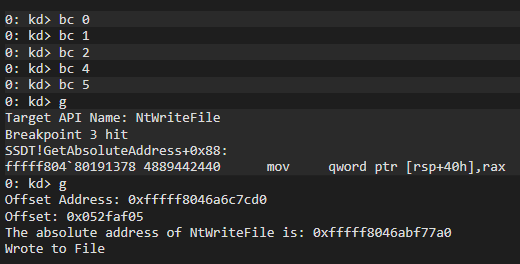 0: kd> bc 0
0: kd> bc 1
0: kd> bc 2
0: kd> bc 4
0: kd> bc 5
0: kd> g
Target API Name: NtWriteFile
Breakpoint 3 hit
SSDT!GetAbsoluteAddress+0x88:
fffff804`80191378 4889442440      mov     qword ptr [rsp+40h],rax
0: kd> g
Offset Address: 0xfffff8046a6c7cd0
Offset: 0x052faf05
The absolute address of NtWriteFile is: 0xfffff8046abf77a0
Wrote to File